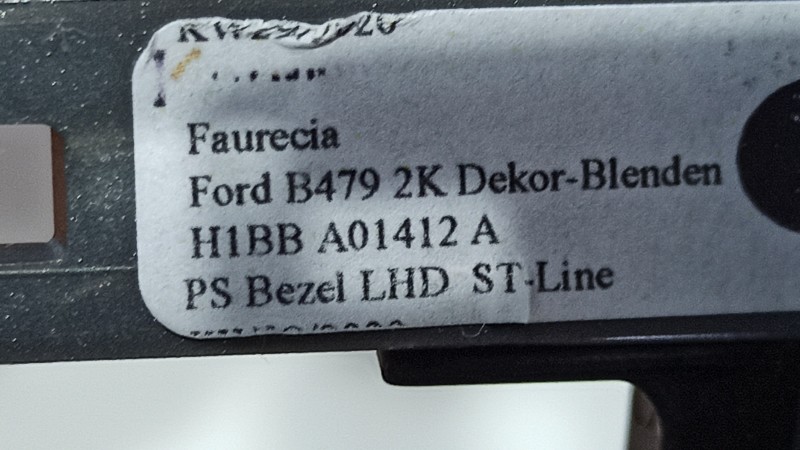 Faurecia
Ford B479 2K Dekor-Blenden
H1BB A01412 A
PS Bezel LHD ST-Line